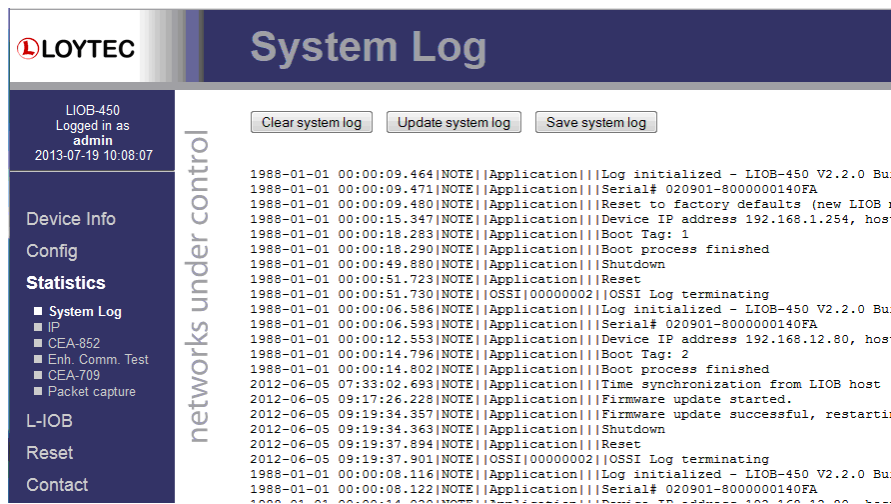 LOYTEC
System Log
LIOB-450
Logged in as
admin
2013-07-19 10:08:07
networks under control
Device Info
Config
Statistics
System Log
IP
CEA-852
Enh. Comm. Test
CEA-709
Packet capture
L-IOB
Reset
Contact
Clear system log Update system log Save system log
1988-01-01 00:00:09.464|NOTE||Application|||Log initialized - LIOB-450 V2.2.0 Bu
1988-01-01 00:00:09.471|NOTE||Application|||Serial# 020901-8000000140FA
1988-01-01 00:00:09.480|NOTE||Application|||Reset to factory defaults (new LIOB
1988-01-01 00:00:15.347|NOTE||Application|||Device IP address 192.168.1.254, hos
1988-01-01 00:00:18.283|NOTE||Application|||Boot Tag: 1
1988-01-01 00:00:18.290|NOTE||Application|||Boot process finished
1988-01-01 00:00:49.880|NOTE||Application|||Shutdown
1988-01-01 00:00:51.723|NOTE||Application|||Reset
1988-01-01 00:00:51.730|NOTE||OSSI|00000002||OSSI Log terminating
1988-01-01 00:00:06.586|NOTE||Application|||Log initialized - LIOB-450 V2.2.0 Bu
1988-01-01 00:00:06.593|NOTE||Application|||Serial# 020901-8000000140FA
1988-01-01 00:00:12.553|NOTE||Application|||Device IP address 192.168.12.80, hos
1988-01-01 00:00:14.796|NOTE||Application|||Boot Tag: 2
1988-01-01 00:00:14.802|NOTE||Application|||Boot process finished
2012-06-05 07:33:02.693|NOTE||Application|||Time synchronization from LIOB host
2012-06-05 09:17:26.228|NOTE||Application|||Firmware update started.
2012-06-05 09:19:34.357|NOTE||Application|||Firmware update successful, restarti
2012-06-05 09:19:34.363|NOTE||Application|||Shutdown
2012-06-05 09:19:37.894|NOTE||Application|||Reset
2012-06-05 09:19:37.901|NOTE||OSSI|00000002||OSSI Log terminating
1988-01-01 00:00:08.116|NOTE||Application|||Log initialized - LIOB-450 V2.2.0 Bu
1988-01-01 00:00:08.122|NOTE||Application|||Serial# 020901-8000000140FA